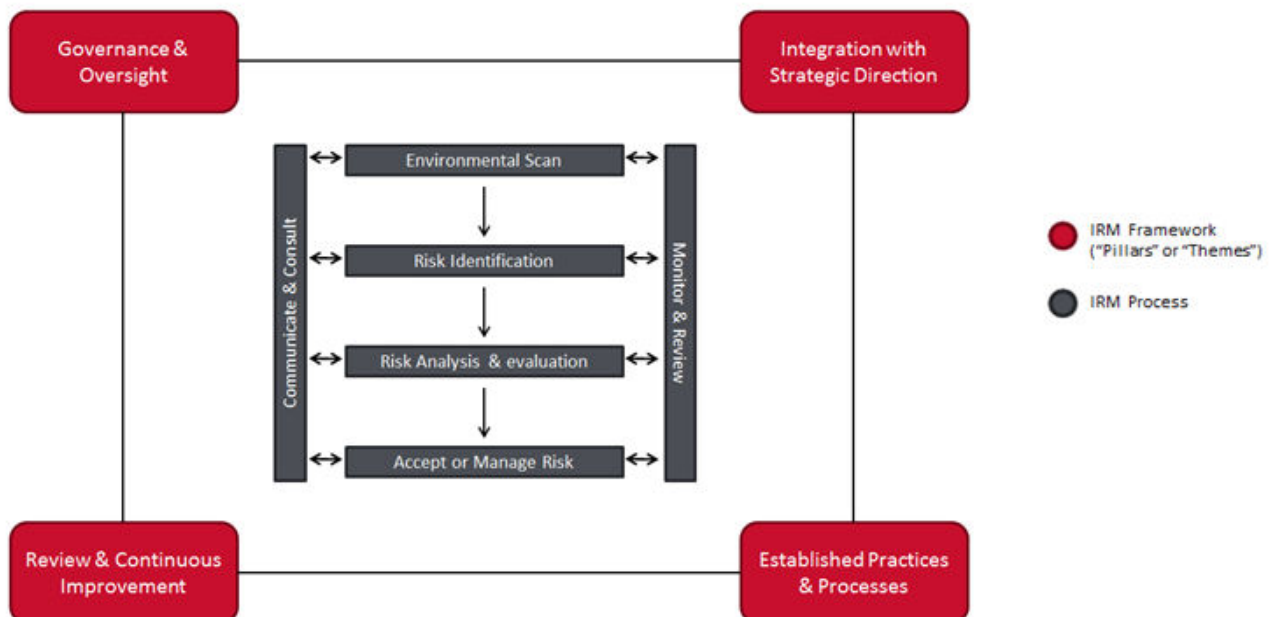 Governance &
Oversight
Integration with
Strategic Direction
Communicate & Consult
Environmental Scan
Risk Identification
Risk Analysis & evaluation
Accept or Manage Risk
Monitor & Review
IRM Framework
("Pillars" or "Themes")
IRM Process
Review & Continuous
Improvement
Established Practices
& Processes